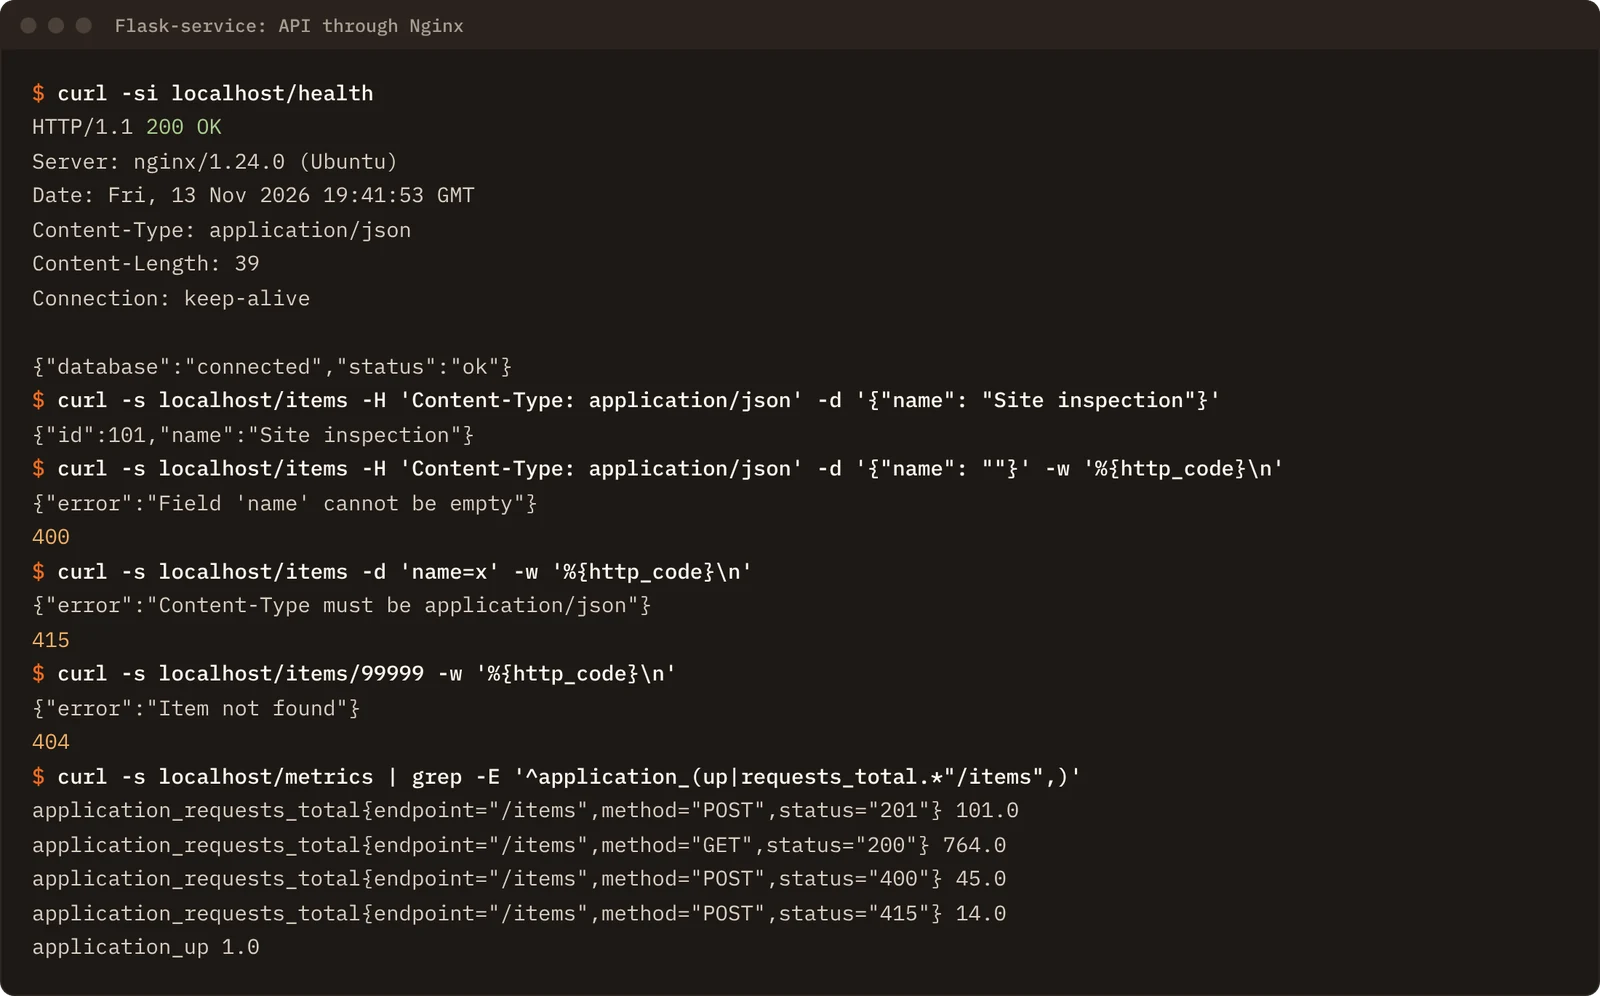 Flask-service: API through Nginx
$ curl -si localhost/health
HTTP/1.1 200 OK
Server: nginx/1.24.0 (Ubuntu)
Date: Fri, 13 Nov 2026 19:41:53 GMT
Content-Type: application/json
Content-Length: 39
Connection: keep-alive
{"database":"connected","status":"ok"}
$ curl -s localhost/items -H 'Content-Type: application/json' -d '{"name": "Site inspection"}'
{"id":101,"name":"Site inspection"}
$ curl -s localhost/items -H 'Content-Type: application/json' -d '{"name": ""}' -w '%{http_code}\n'
{"error":"Field 'name' cannot be empty"}
400
$ curl -s localhost/items -d 'name=x' -w '%{http_code}\n'
{"error":"Content-Type must be application/json"}
415
$ curl -s localhost/items/99999 -w '%{http_code}\n'
{"error":"Item not found"}
404
$ curl -s localhost/metrics | grep -E '^application_(up|requests_total.*"/items",)'
application_requests_total{endpoint="/items",method="POST",status="201"} 101.0
application_requests_total{endpoint="/items",method="GET",status="200"} 764.0
application_requests_total{endpoint="/items",method="POST",status="400"} 45.0
application_requests_total{endpoint="/items",method="POST",status="415"} 14.0
application_up 1.0